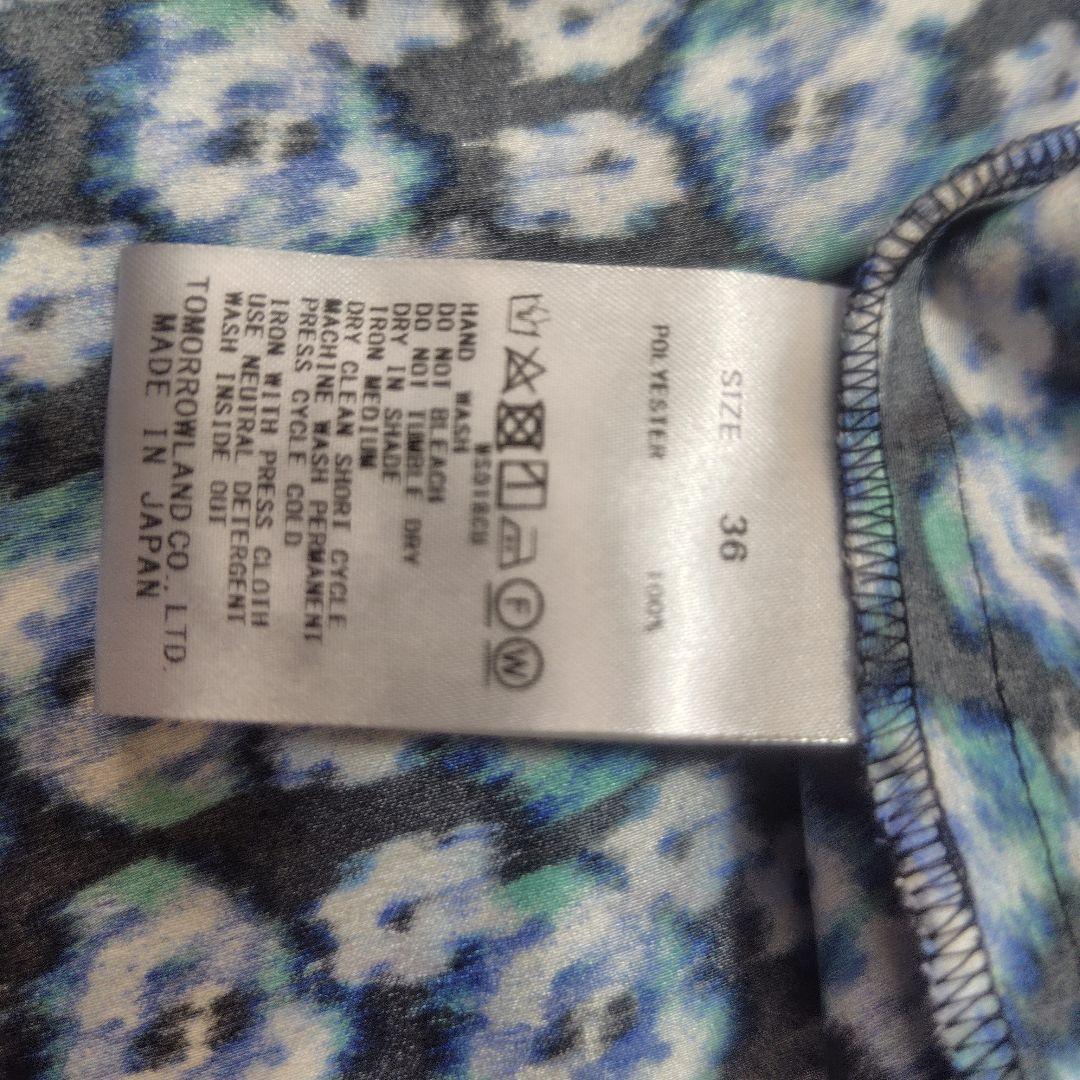 SIZE 36
POLYESTER 100%
F W
HAND WASH
DO NOT BLEACH
DO NOT TUMBLE DRY
DRY IN SHADE
IRON MEDIUM
DRY CLEAN SHORT CYCLE
MACHINE WASH PERMANENT
PRESS CYCLE COLD
IRON WITH PRESS CLOTH
USE NEUTRAL DETERGENT
WASH INSIDE OUT
TOMORROWLAND CO., LTD.
MADE IN JAPAN